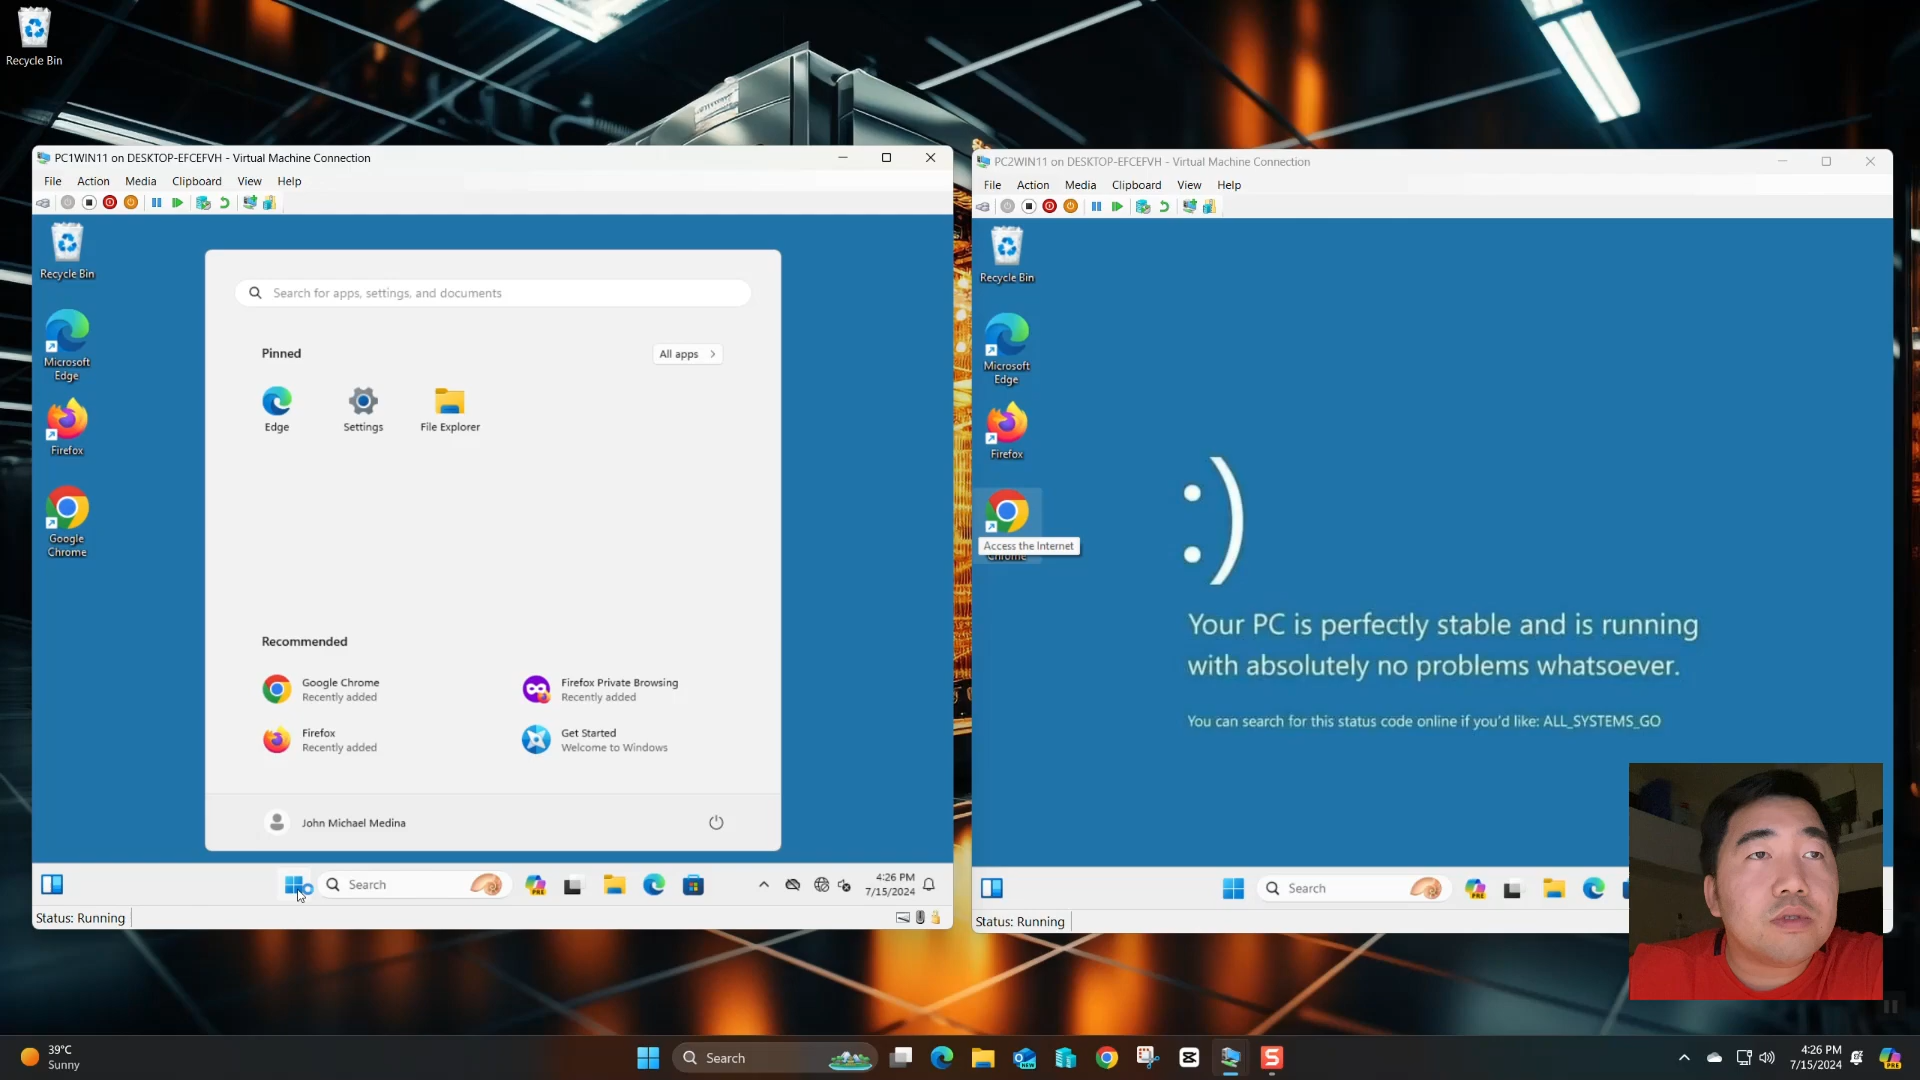 Recycle Bin
PC1WIN11 on DESKTOP-EFCEFVH - Virtual Machine Connection
File Action Media Clipboard View Help
Recycle Bin
Microsoft
Edge
Firefox
Google
Chrome
Search for apps, settings, and documents
Pinned
All apps
Edge
Settings
File Explorer
Recommended
Google Chrome
Recently added
Firefox Private Browsing
Recently added
Firefox
Recently added
Get Started
Welcome to Windows
John Michael Medina
Search
PRE
4:26 PM
7/15/2024
Status: Running
PC2WIN11 on DESKTOP-EFCEFVH - Virtual Machine Connection
File Action Media Clipboard View Help
Recycle Bin
Microsoft
Edge
Firefox
Access the Internet
Chrome
:)
Your PC is perfectly stable and is running
with absolutely no problems whatsoever.
You can search for this status code online if you'd like: ALL_SYSTEMS_GO
Search
PRE
Status: Running
39°C
Sunny
Search
NEW
S
4:26 PM
7/15/2024
PRE